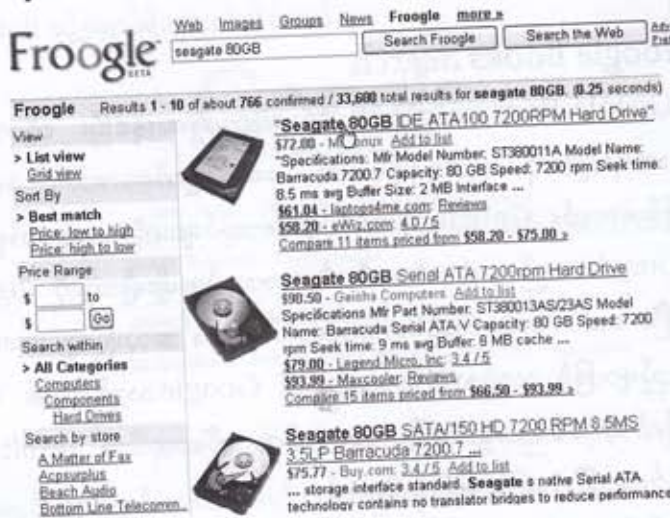 Web Images Groups News Froogle more »
Froogle BETA
seagate 80GB
Search Froogle
Search the Web
Froogle Results 1 - 10 of about 766 confirmed / 33,600 total results for seagate 80GB. (0.25 seconds)
View
> List view
Grid view
Sort By
> Best match
Price: low to high
Price: high to low
Price Range
$ to
$ Go
Search within
> All Categories
Computers
Components
Hard Drives
Search by store
A Matter of Fax
Acpsurplus
Beach Audio
Bottom Line Telecomm...
"Seagate 80GB IDE ATA100 7200RPM Hard Drive"
$72.00 - Add to list
"Specifications: Mfr Model Number: ST380011A Model Name:
Barracuda 7200.7 Capacity: 80 GB Speed: 7200 rpm Seek time:
8.5 ms avg Buffer Size: 2 MB Interface ...
$61.04 - laptops4me.com: Reviews
$58.20 - eWiz.com: 4.0 / 5
Compare 11 items priced from $58.20 - $75.00 »
Seagate 80GB Serial ATA 7200rpm Hard Drive
$98.50 - Geisha Computers Add to list
Specifications Mfr Part Number: ST380013AS/23AS Model
Name: Barracuda Serial ATA V Capacity: 80 GB Speed: 7200
rpm Seek time: 9 ms avg Buffer: 8 MB cache ...
$79.00 - Legend Micro, Inc: 3.4 / 5
$93.99 - Maxcooler: Reviews
Compare 15 items priced from $66.50 - $93.99 »
Seagate 80GB SATA/150 HD 7200 RPM 8.5MS
3.5LP Barracuda 7200.7 ...
$75.77 - Buy.com: 3.4 / 5 Add to list
... storage interface standard. Seagate s native Serial ATA
technology contains no translator bridges to reduce performance